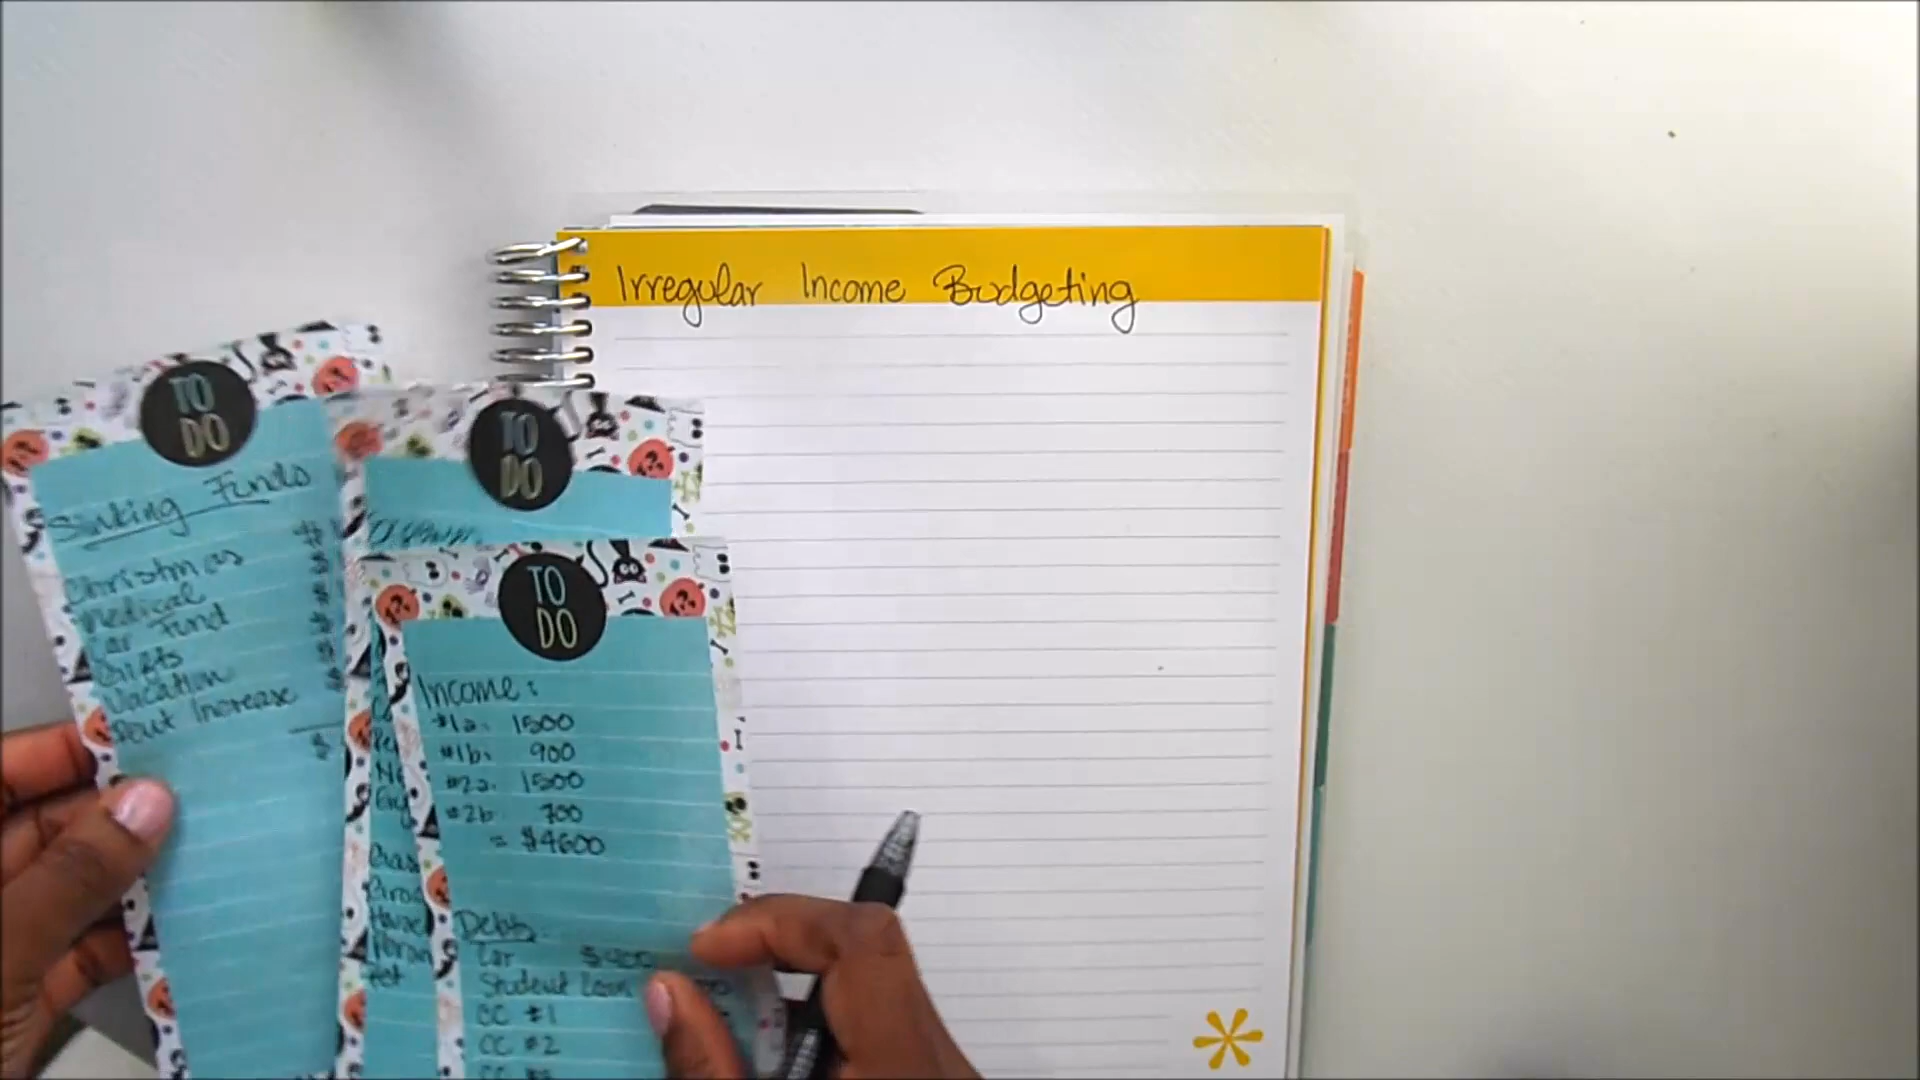 Irregular Income Budgeting
TO
DO
Sinking Funds
Christmas
Medical
Car Fund
Gifts
Vacation
Rent Increase
$
TO
DO
TO
DO
Income:
#1a. 1500
#1b. 900
#2a. 1500
#2b. 700
= $4600
Debts
Car
Student Loan
CC #1
CC #2